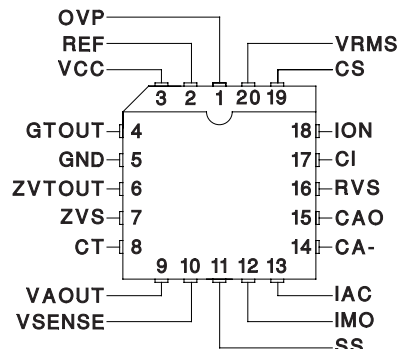 OVP
REF VRMS
VCC CS
3 2 1 20 19
GTOUT 4 18 ION
GND 5 17 CI
ZVTOUT 6 16 RVS
ZVS 7 15 CAO
CT 8 14 CA-
9 10 11 12 13
VAOUT IAC
VSENSE IMO
SS